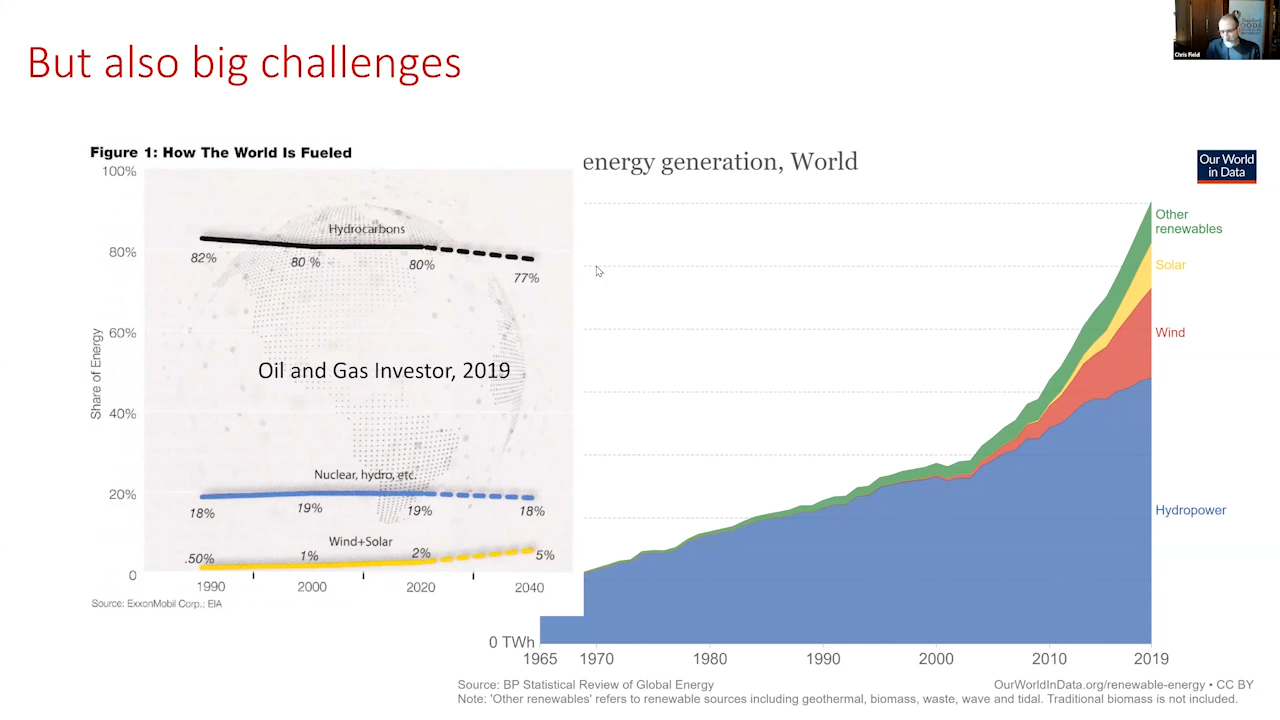 But also big challenges
Chris Field
Figure 1: How The World Is Fueled
100%
80%
60%
40%
20%
0
Share of Energy
Hydrocarbons
82%
80 %
80%
77%
Oil and Gas Investor, 2019
Nuclear, hydro, etc.
18%
19%
19%
18%
Wind+Solar
.50%
1%
2%
5%
1990
2000
2020
2040
Source: ExxonMobil Corp.; EIA
energy generation, World
Our World
in Data
Other
renewables
Solar
Wind
Hydropower
0 TWh
1965
1970
1980
1990
2000
2010
2019
Source: BP Statistical Review of Global Energy
OurWorldInData.org/renewable-energy • CC BY
Note: 'Other renewables' refers to renewable sources including geothermal, biomass, waste, wave and tidal. Traditional biomass is not included.